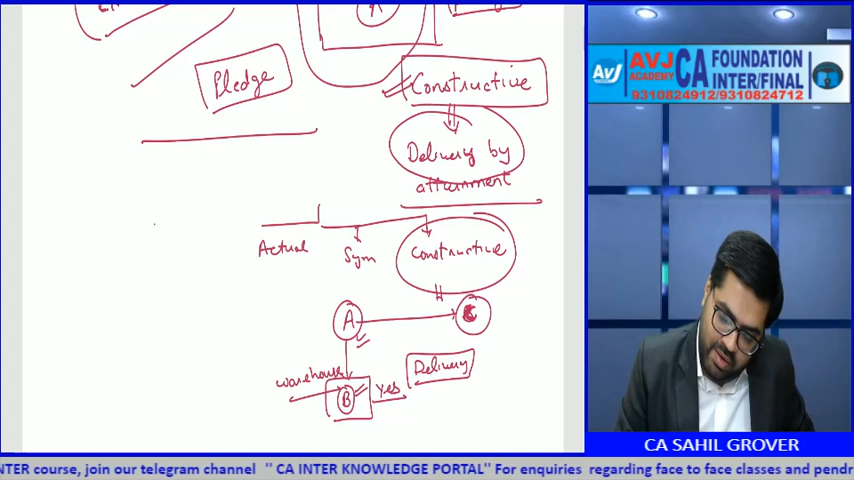 A
Pledge
Constructive
Delivery by
attornment
Actual
Sym
Constructive
A
C
warehouse
B
Yes
Delivery
AvJ
AVJ
ACADEMY
CA
FOUNDATION
INTER/FINAL
9310824912/9310824712
CA SAHIL GROVER
NTER course, join our telegram channel " CA INTER KNOWLEDGE PORTAL" For enquiries regarding face to face classes and pendr